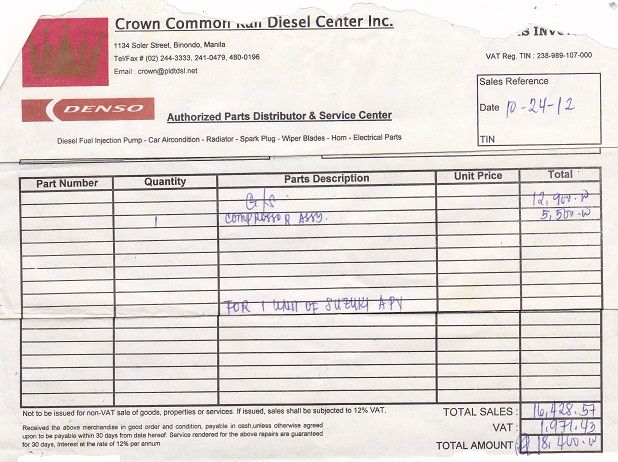 Crown Common Rail Diesel Center Inc.
1134 Soler Street, Binondo, Manila
Tel/Fax # (02) 244-3333, 241-0479, 480-0196
Email : crown@pldtdsl.net
VAT Reg. TIN : 238-989-107-000
DENSO
Authorized Parts Distributor & Service Center
Diesel Fuel Injection Pump - Car Aircondition - Radiator - Spark Plug - Wiper Blades - Horn - Electrical Parts
Sales Reference
Date 10-24-12
TIN
Part Number Quantity Parts Description Unit Price Total
G/S 12,900.-
1 COMPRESSOR ASSY. 5,500.-
FOR 1 UNIT OF SUZUKI APV
Not to be issued for non-VAT sale of goods, properties or services. If issued, sales shall be subjected to 12% VAT.
Received the above merchandise in good order and condition, payable in cash,unless otherwise agreed
upon to be payable within 30 days from date hereof. Service rendered for the above repairs are guaranteed
for 30 days, Interest at the rate of 12% per annum
TOTAL SALES : 16,428.57
VAT : 1,971.43
TOTAL AMOUNT : 18,400.-